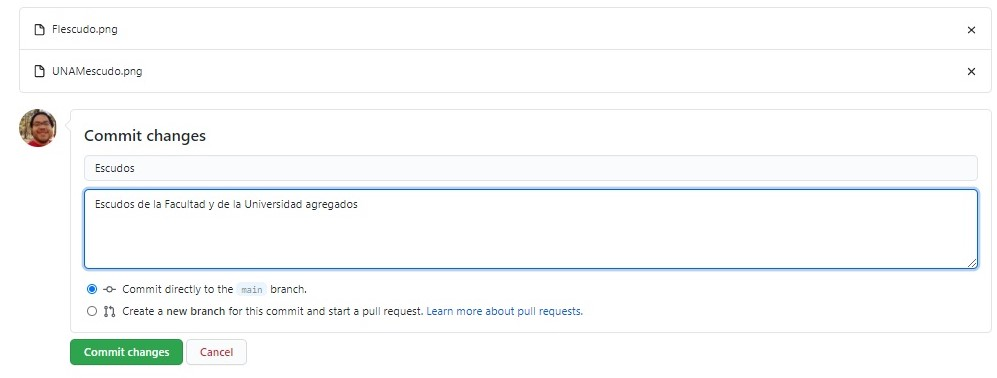 FIescudo.png
UNAMescudo.png
Commit changes
Escudos
Escudos de la Facultad y de la Universidad agregados
Commit directly to the main branch.
Create a new branch for this commit and start a pull request. Learn more about pull requests.
Commit changes Cancel